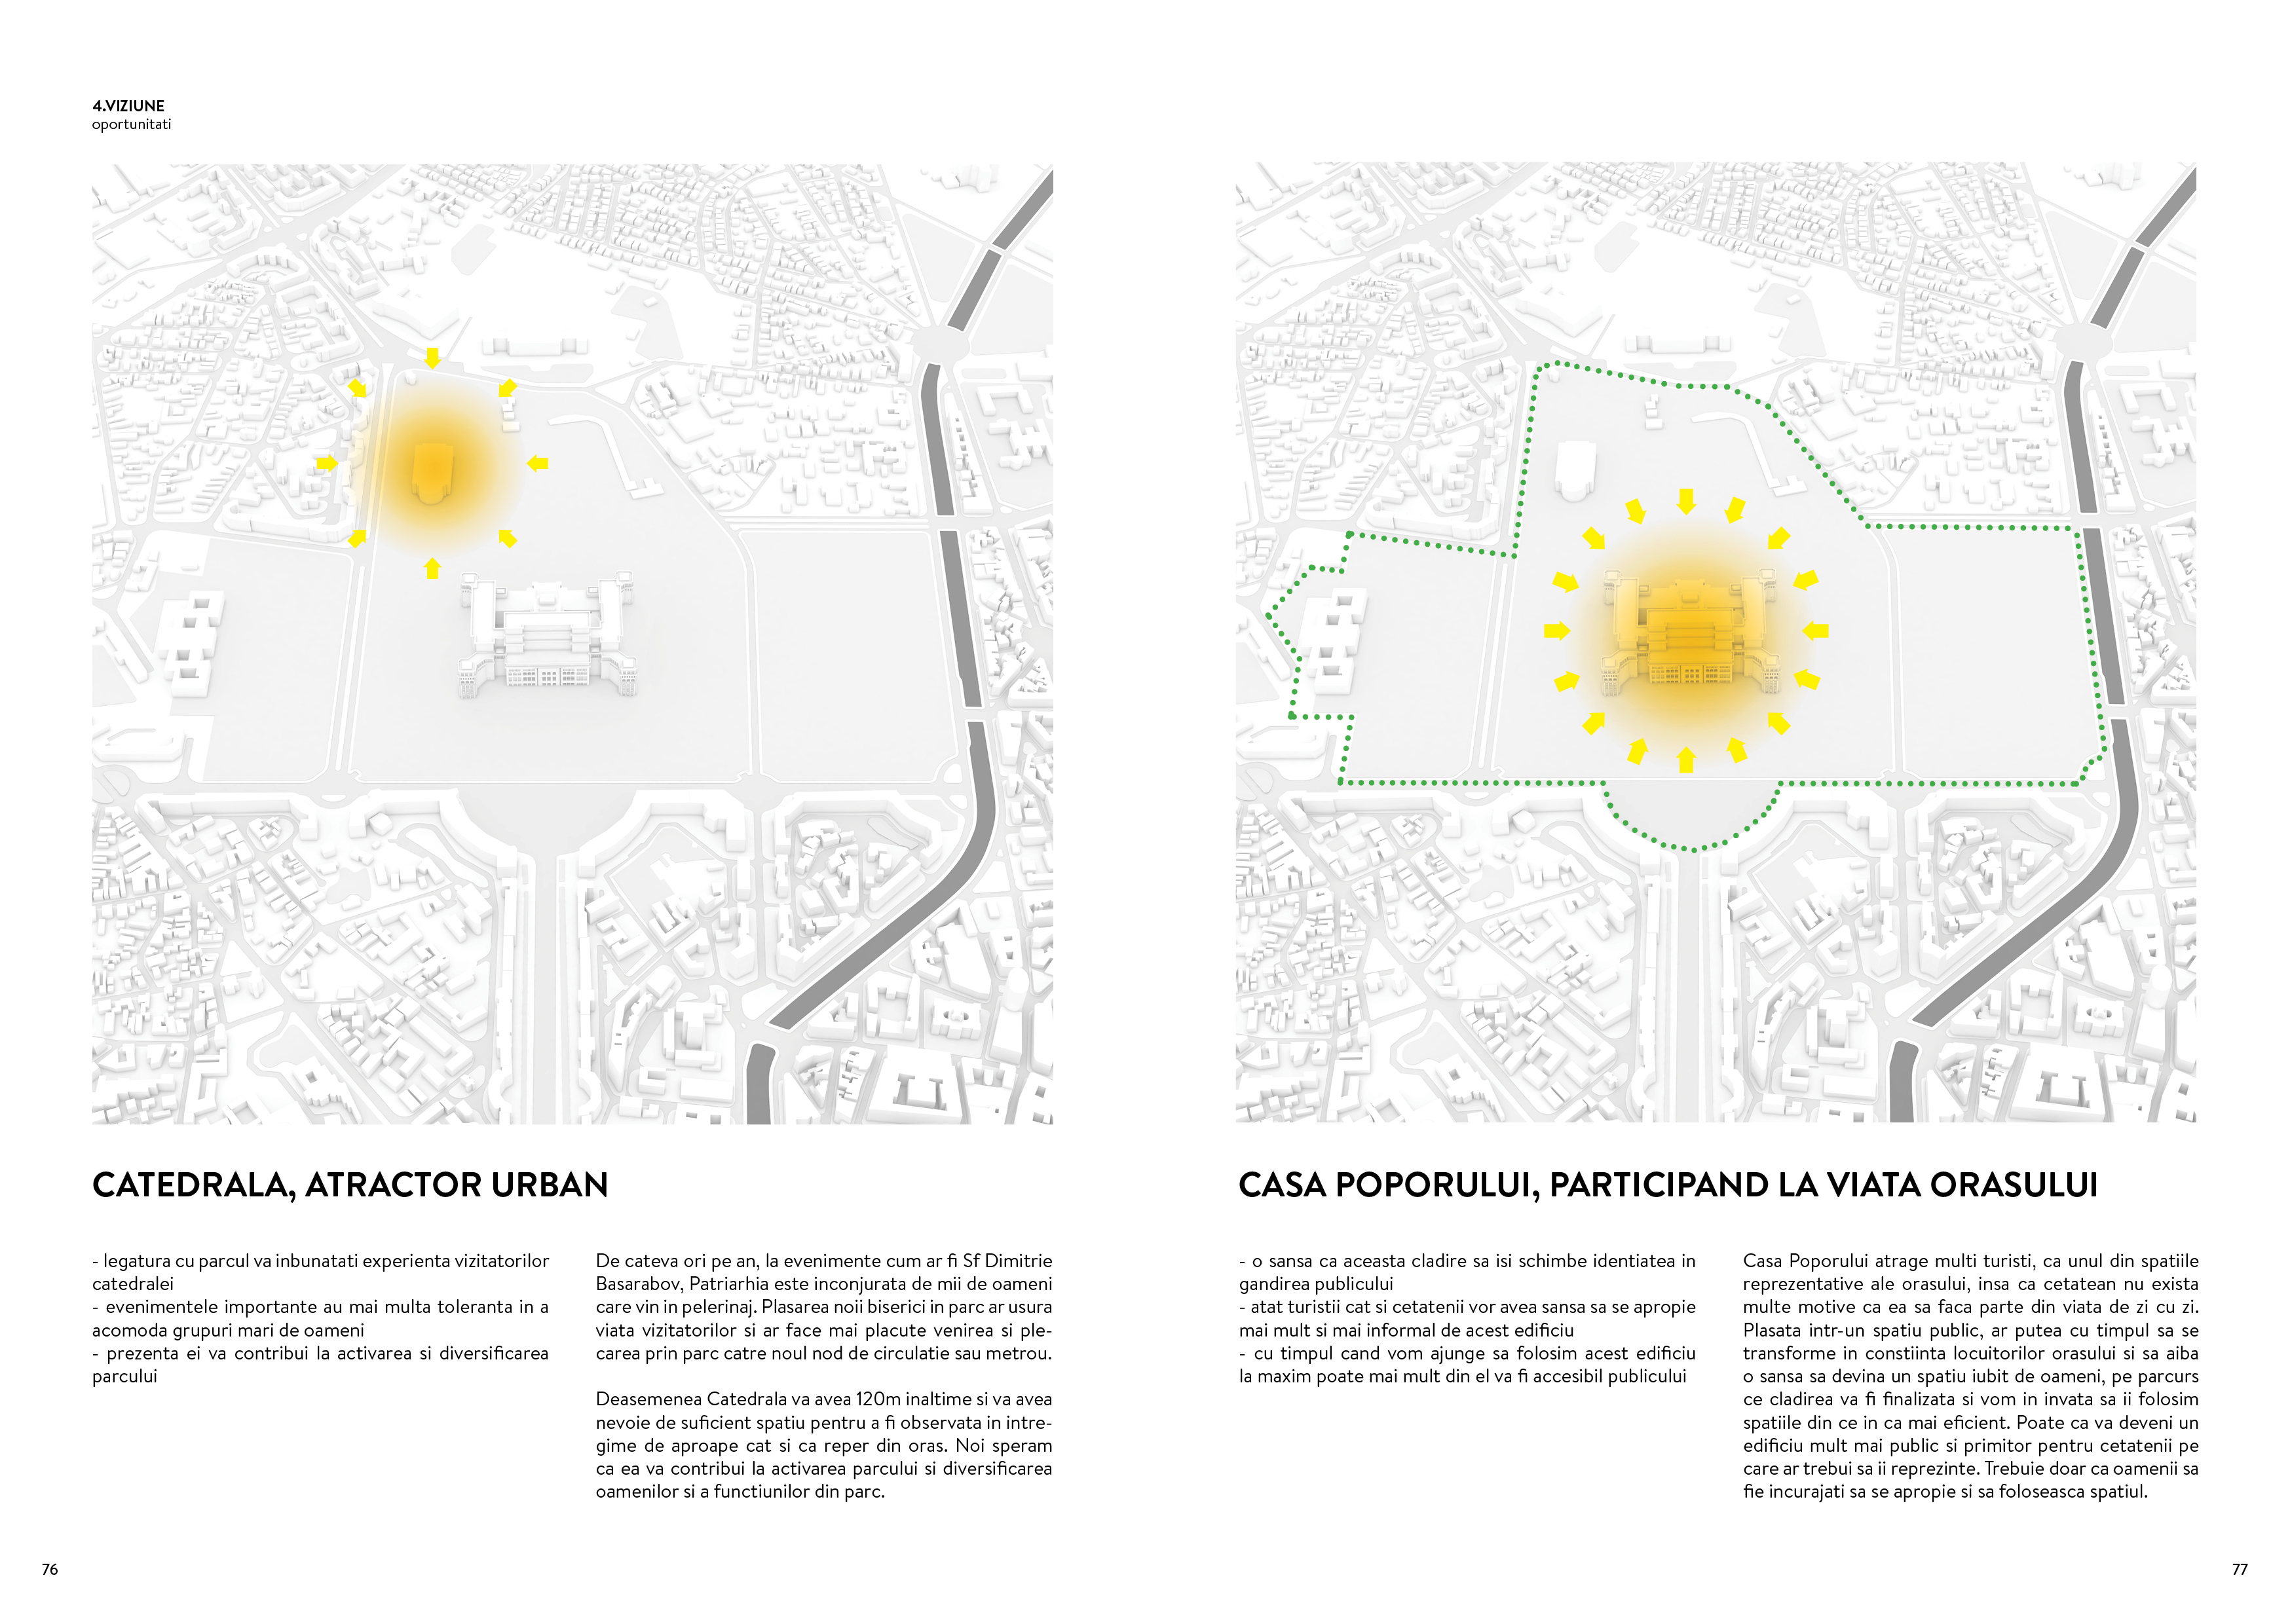 4.VIZIUNE
oportunitati
CATEDRALA, ATRACTOR URBAN
- legatura cu parcul va inbunatati experienta vizitatorilor
catedralei
- evenimentele importante au mai multa toleranta in a
acomoda grupuri mari de oameni
- prezenta ei va contribui la activarea si diversificarea
parcului
De cateva ori pe an, la evenimente cum ar fi Sf Dimitrie
Basarabov, Patriarhia este inconjurata de mii de oameni
care vin in pelerinaj. Plasarea noii biserici in parc ar usura
viata vizitatorilor si ar face mai placute venirea si ple-
carea prin parc catre noul nod de circulatie sau metrou.
Deasemenea Catedrala va avea 120m inaltime si va avea
nevoie de suficient spatiu pentru a fi observata in intre-
gime de aproape cat si ca reper din oras. Noi speram
ca ea va contribui la activarea parcului si diversificarea
oamenilor si a functiunilor din parc.
76
CASA POPORULUI, PARTICIPAND LA VIATA ORASULUI
- o sansa ca aceasta cladire sa isi schimbe identiatea in
gandirea publicului
- atat turistii cat si cetatenii vor avea sansa sa se apropie
mai mult si mai informal de acest edificiu
- cu timpul cand vom ajunge sa folosim acest edificiu
la maxim poate mai mult din el va fi accesibil publicului
Casa Poporului atrage multi turisti, ca unul din spatiile
reprezentative ale orasului, insa ca cetatean nu exista
multe motive ca ea sa faca parte din viata de zi cu zi.
Plasata intr-un spatiu public, ar putea cu timpul sa se
transforme in constiinta locuitorilor orasului si sa aiba
o sansa sa devina un spatiu iubit de oameni, pe parcurs
ce cladirea va fi finalizata si vom in invata sa ii folosim
spatiile din ce in ca mai eficient. Poate ca va deveni un
edificiu mult mai public si primitor pentru cetatenii pe
care ar trebui sa ii reprezinte. Trebuie doar ca oamenii sa
fie incurajati sa se apropie si sa foloseasca spatiul.
77